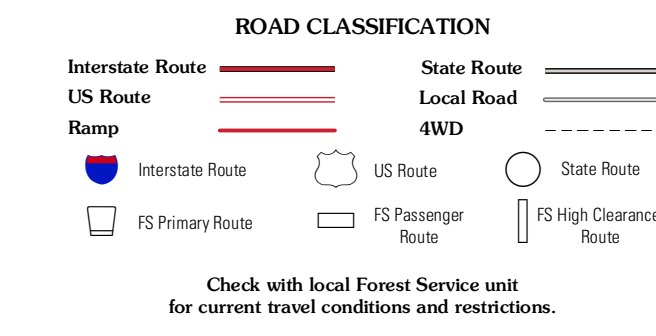 ROAD CLASSIFICATION
Interstate Route
State Route
US Route
Local Road
Ramp
4WD
Interstate Route
US Route
State Route
FS Primary Route
FS Passenger
Route
FS High Clearance
Route
Check with local Forest Service unit
for current travel conditions and restrictions.